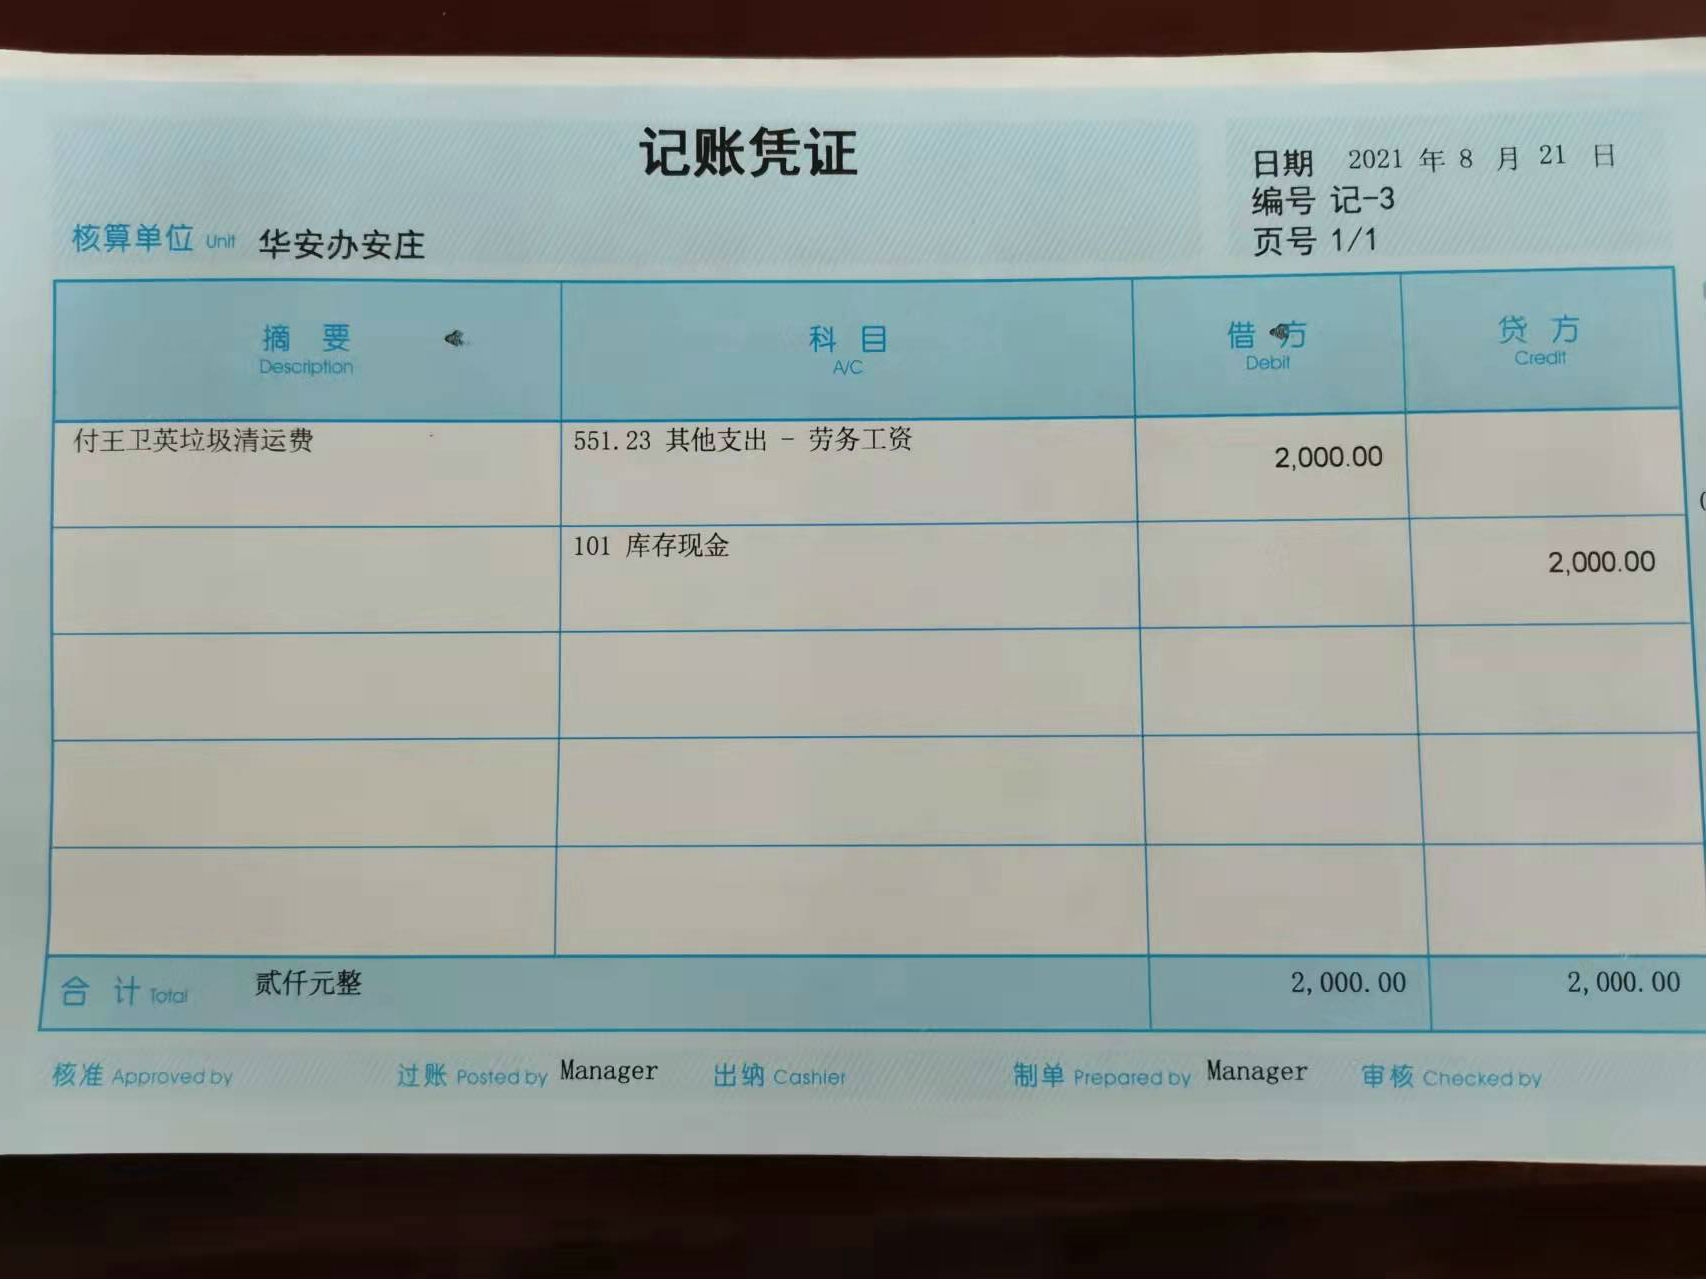 记账凭证
日期 2021 年 8 月 21 日
编号 记-3
页号 1/1
核算单位 Unit 华安办安庄
摘 要 科 目 借 方 贷 方
Description A/C Debit Credit
付王卫英垃圾清运费 551.23 其他支出 - 劳务工资 2,000.00
101 库存现金 2,000.00
合 计 Total 贰仟元整 2,000.00 2,000.00
核准 Approved by 过账 Posted by Manager 出纳 Cashier 制单 Prepared by Manager 审核 Checked by